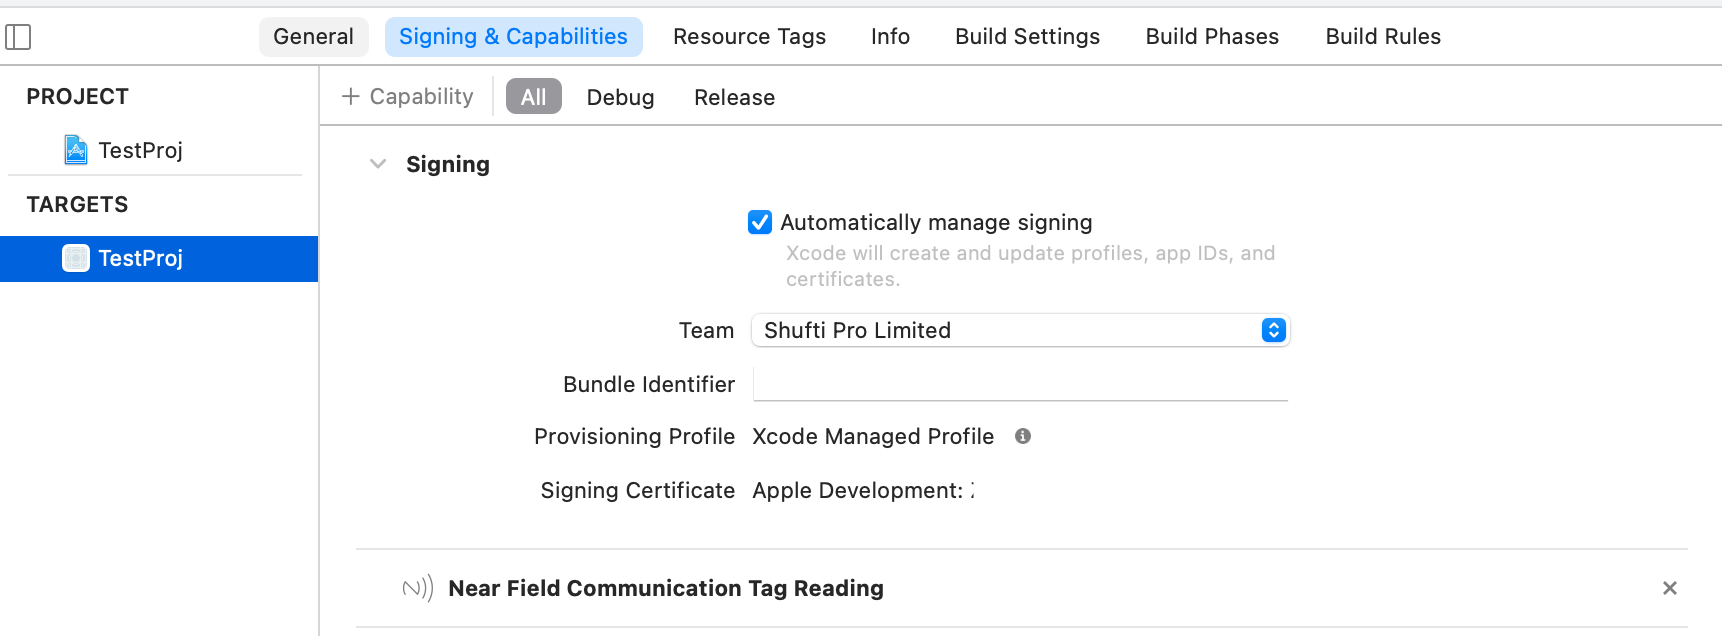 General Signing & Capabilities Resource Tags Info Build Settings Build Phases Build Rules
PROJECT
TestProj
TARGETS
TestProj
+ Capability All Debug Release
Signing
Automatically manage signing
Xcode will create and update profiles, app IDs, and
certificates.
Team Shufti Pro Limited
Bundle Identifier
Provisioning Profile Xcode Managed Profile
Signing Certificate Apple Development:
Near Field Communication Tag Reading